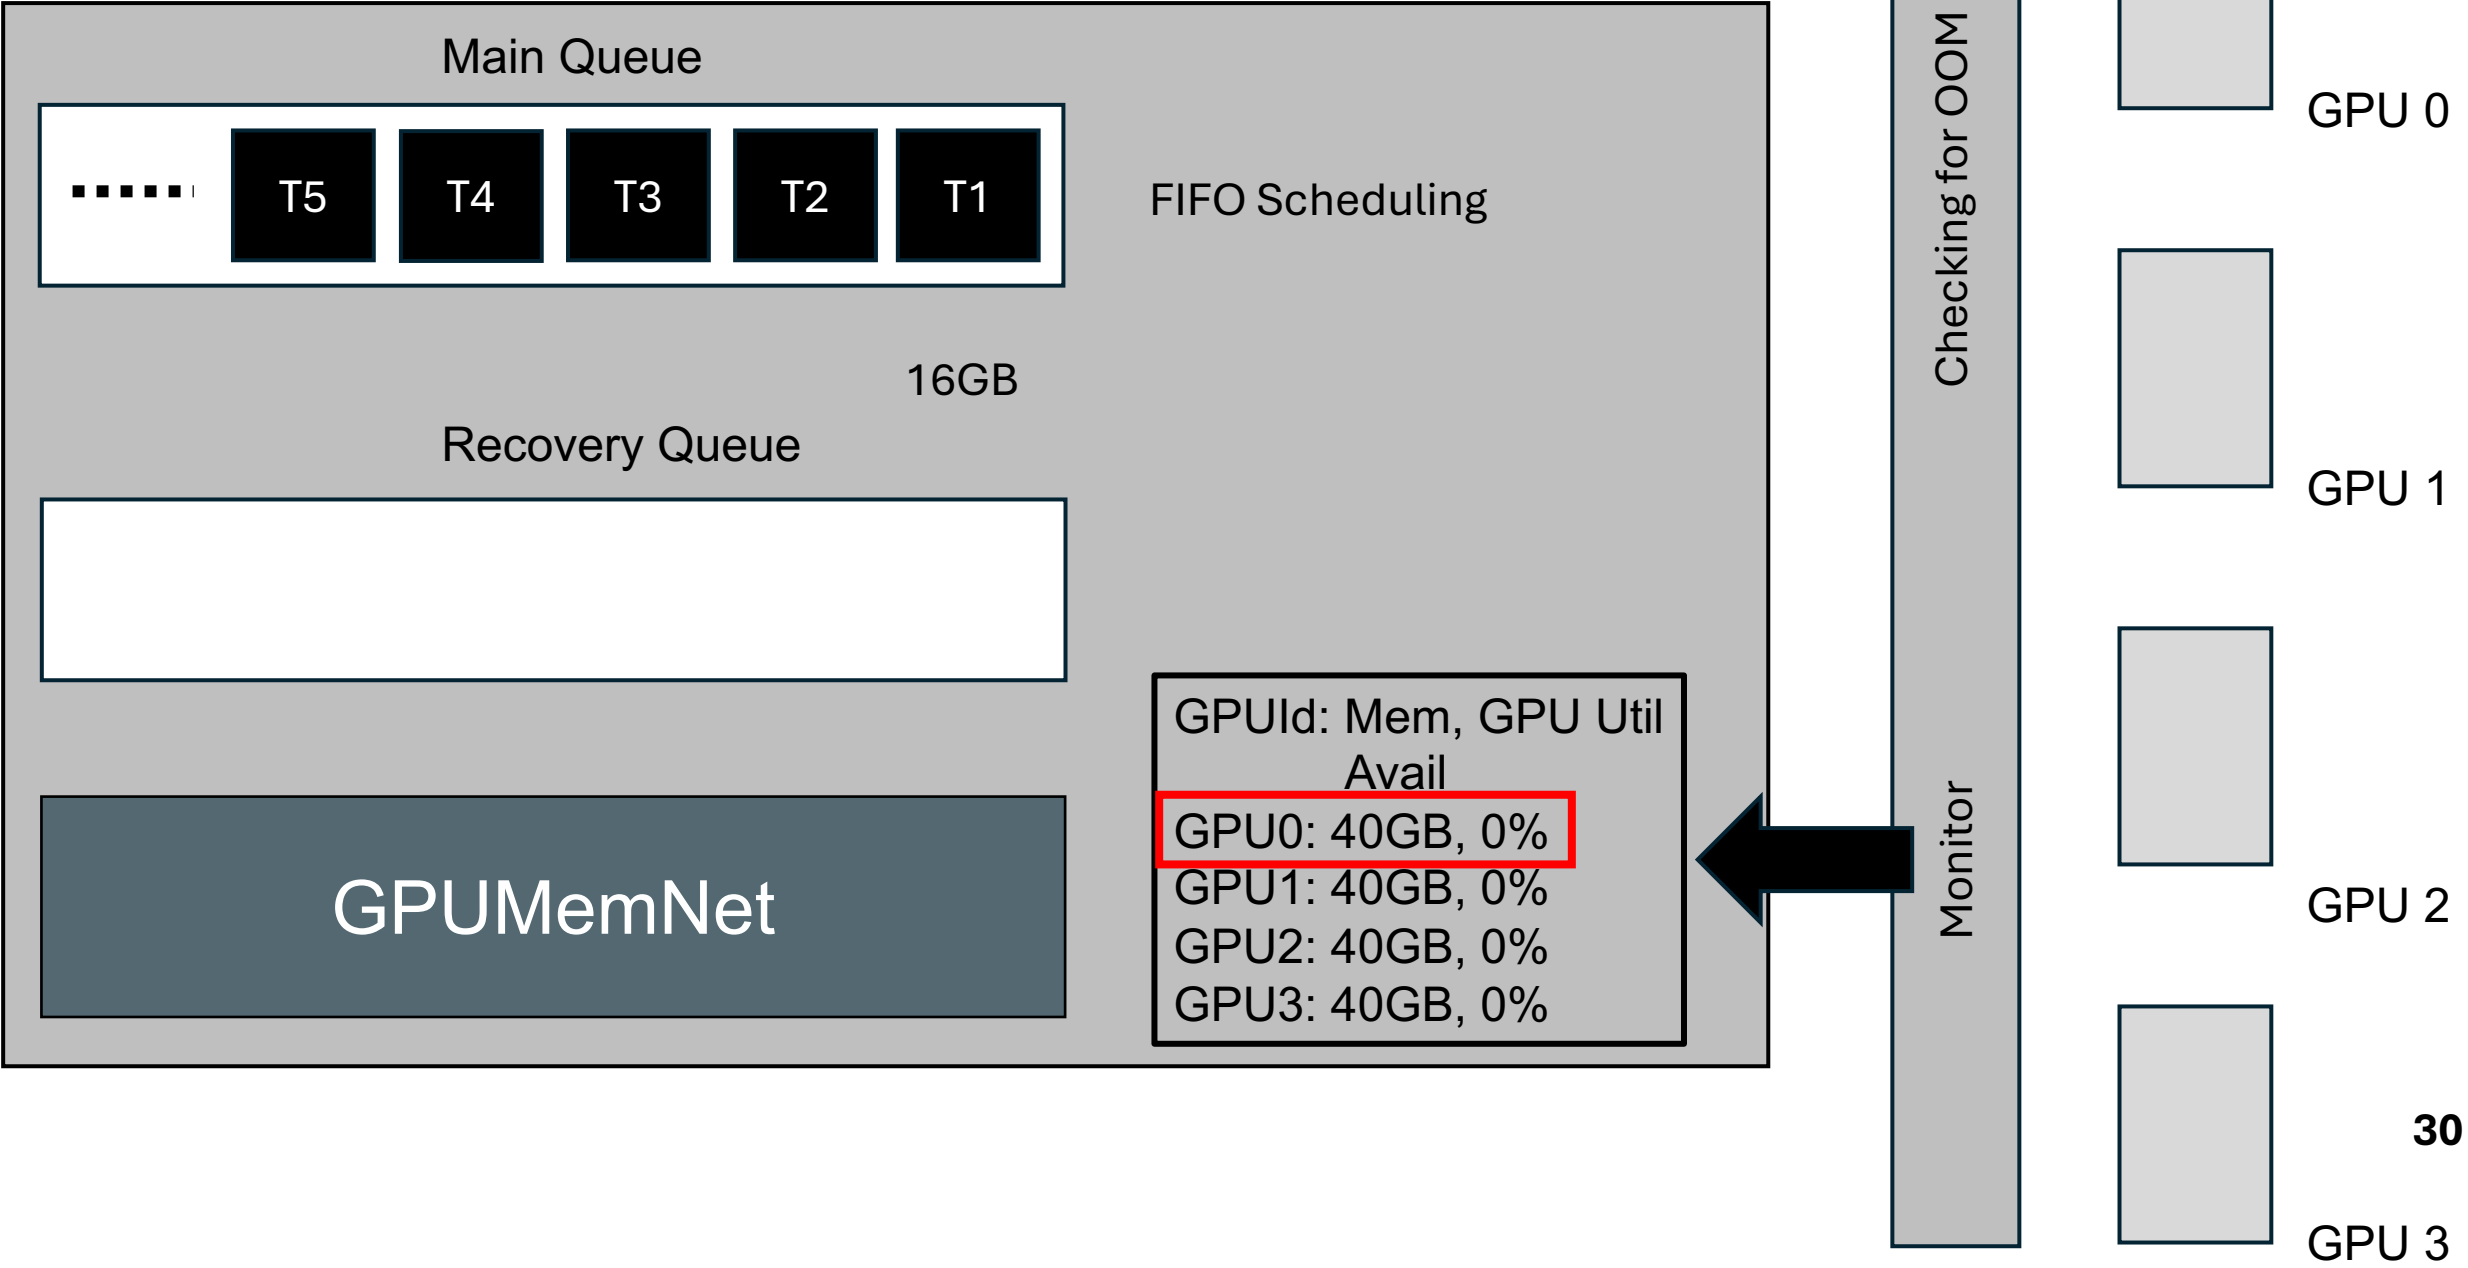 Main Queue
T5 T4 T3 T2 T1
FIFO Scheduling
16GB
Recovery Queue
GPUMemNet
GPUId: Mem, GPU Util
Avail
GPU0: 40GB, 0%
GPU1: 40GB, 0%
GPU2: 40GB, 0%
GPU3: 40GB, 0%
Checking for OOM
Monitor
GPU 0
GPU 1
GPU 2
30
GPU 3